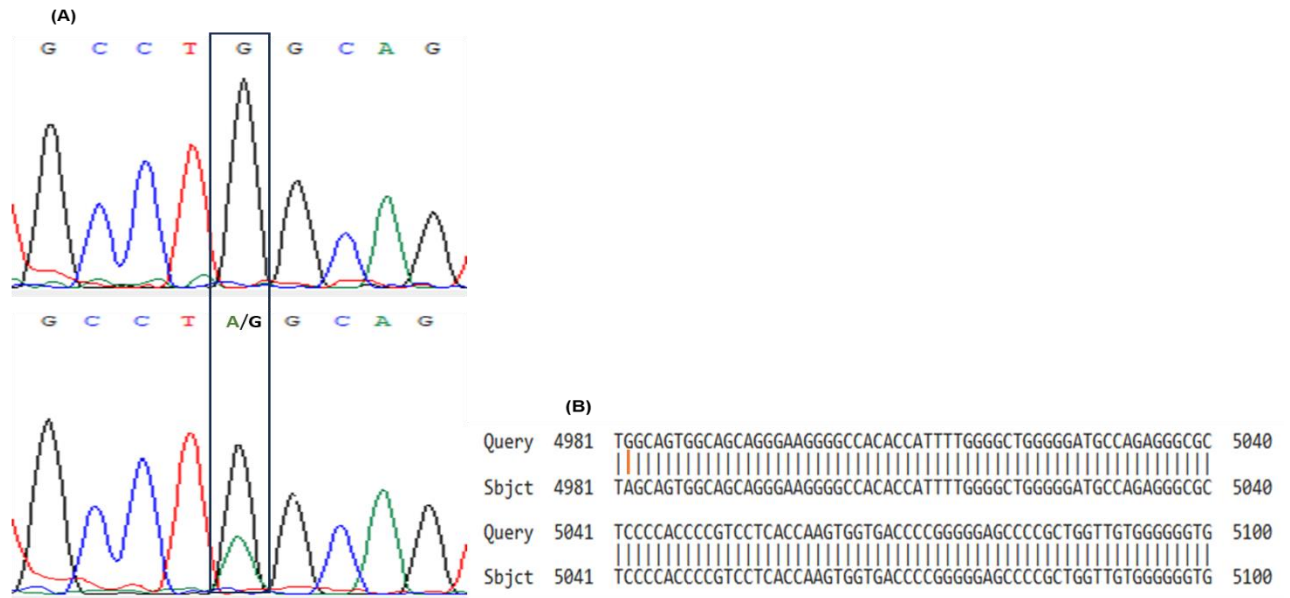 (A)
G C C T G G C A G
G C C T A/G G C A G
(B)
Query 4981 TGGCAGTGGCAGCAGGGAAGGGGCCACACCATTTTGGGGCTGGGGGATGCCAGAGGGCGC 5040
Sbjct 4981 TAGCAGTGGCAGCAGGGAAGGGGCCACACCATTTTGGGGCTGGGGGATGCCAGAGGGCGC 5040
Query 5041 TCCCCACCCCGTCCTCACCAAGTGGTGACCCCGGGGGAGCCCCGCTGGTTGTGGGGGGTG 5100
Sbjct 5041 TCCCCACCCCGTCCTCACCAAGTGGTGACCCCGGGGGAGCCCCGCTGGTTGTGGGGGGTG 5100